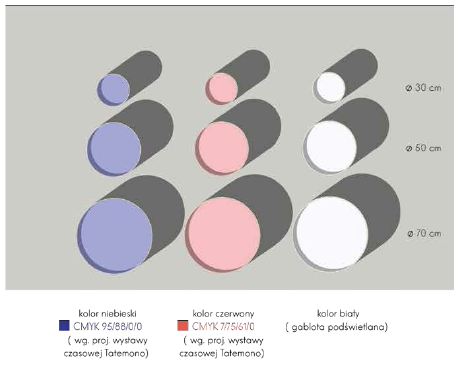 ø 30 cm
ø 50 cm
ø 70 cm
kolor niebieski
CMYK 95/88/0/0
( wg. proj. wystawy
czasowej Tatemono)
kolor czerwony
CMYK 7/75/61/0
( wg. proj. wystawy
czasowej Tatemono)
kolor biały
( gablota podświetlana)